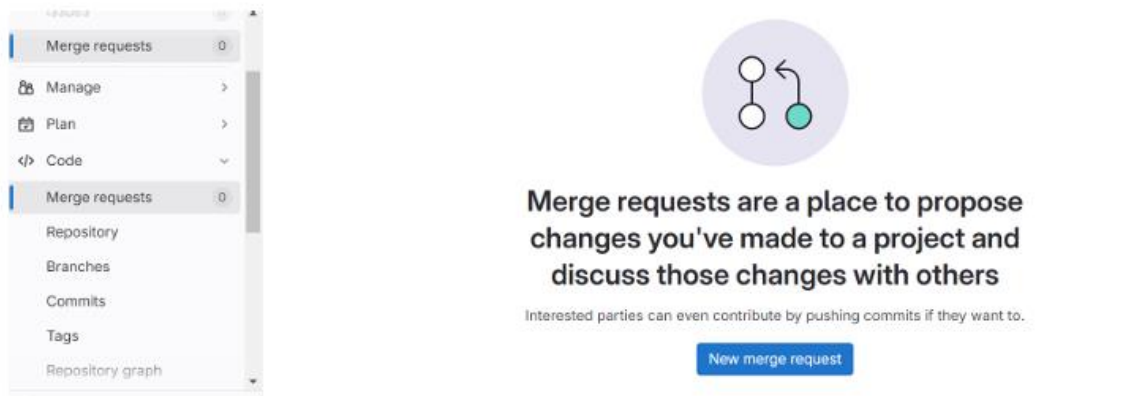 Merge requests 0
Manage
Plan
Code
Merge requests 0
Repository
Branches
Commits
Tags
Repository graph
Merge requests are a place to propose
changes you've made to a project and
discuss those changes with others
Interested parties can even contribute by pushing commits if they want to.
New merge request